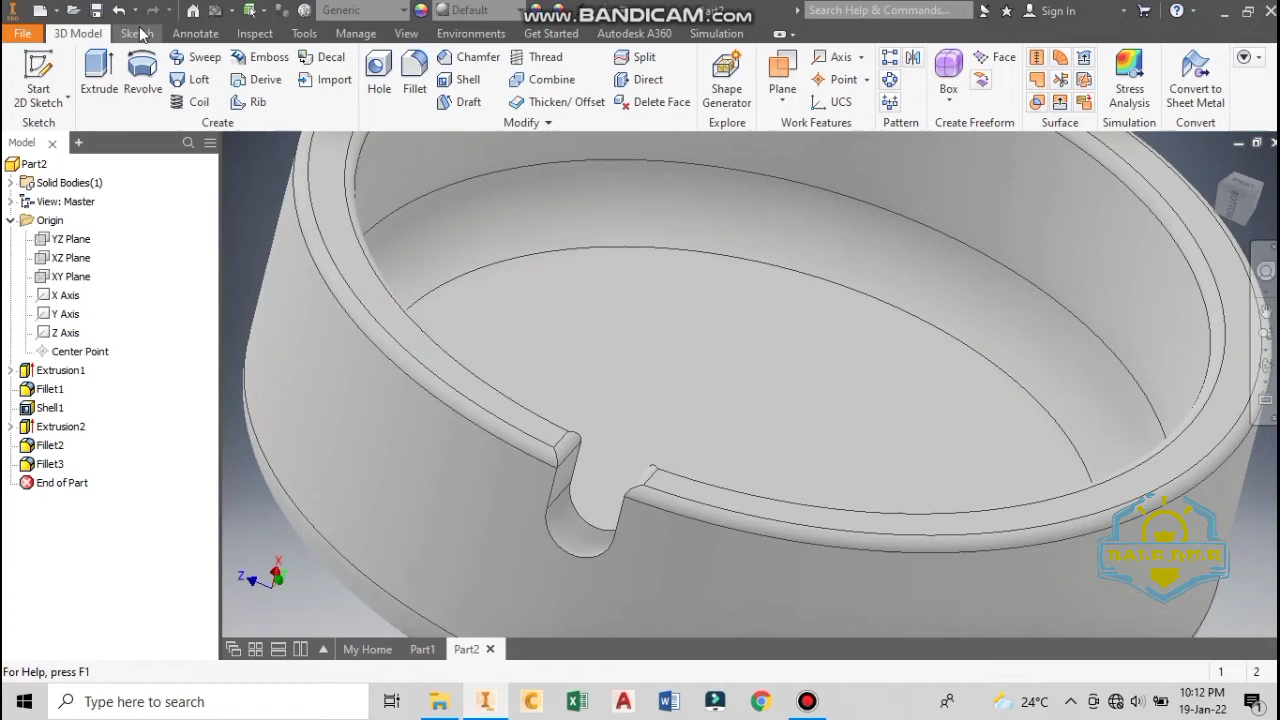 Generic
Default
www.BANDICAM.com
Search Help & Commands...
Sign In
File
3D Model
Sketch
Annotate
Inspect
Tools
Manage
View
Environments
Get Started
Autodesk A360
Simulation
Start
2D Sketch
Extrude
Revolve
Sweep
Loft
Coil
Emboss
Derive
Rib
Decal
Import
Hole
Fillet
Chamfer
Shell
Draft
Thread
Combine
Thicken/ Offset
Split
Direct
Delete Face
Shape
Generator
Plane
Axis
Point
UCS
Box
Face
Stress
Analysis
Convert to
Sheet Metal
Sketch
Create
Modify
Explore
Work Features
Pattern
Create Freeform
Surface
Simulation
Convert
Model
Part2
Solid Bodies(1)
View: Master
Origin
YZ Plane
XZ Plane
XY Plane
X Axis
Y Axis
Z Axis
Center Point
Extrusion1
Fillet1
Shell1
Extrusion2
Fillet2
Fillet3
End of Part
X
Z
My Home
Part1
Part2
For Help, press F1
1
2
Type here to search
24°C
10:12 PM
19-Jan-22